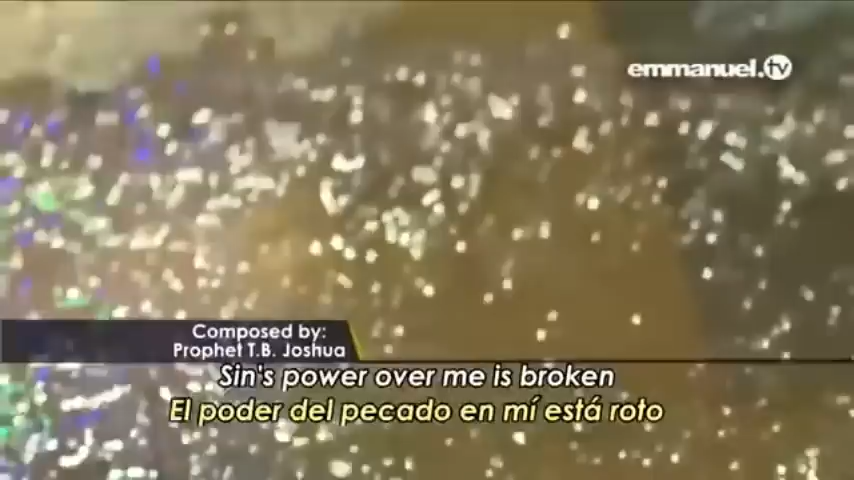 emmanuel.tv
Composed by:
Prophet T.B. Joshua
Sin's power over me is broken
El poder del pecado en mí está roto